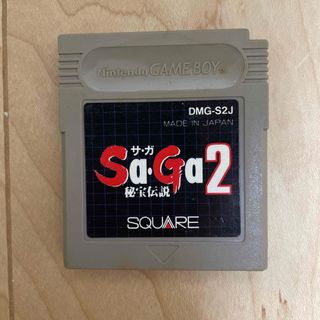 Nintendo GAME BOY
DMG-S2J
MADE IN JAPAN
サ・ガ
Sa・Ga2
秘宝伝説
SQUARE